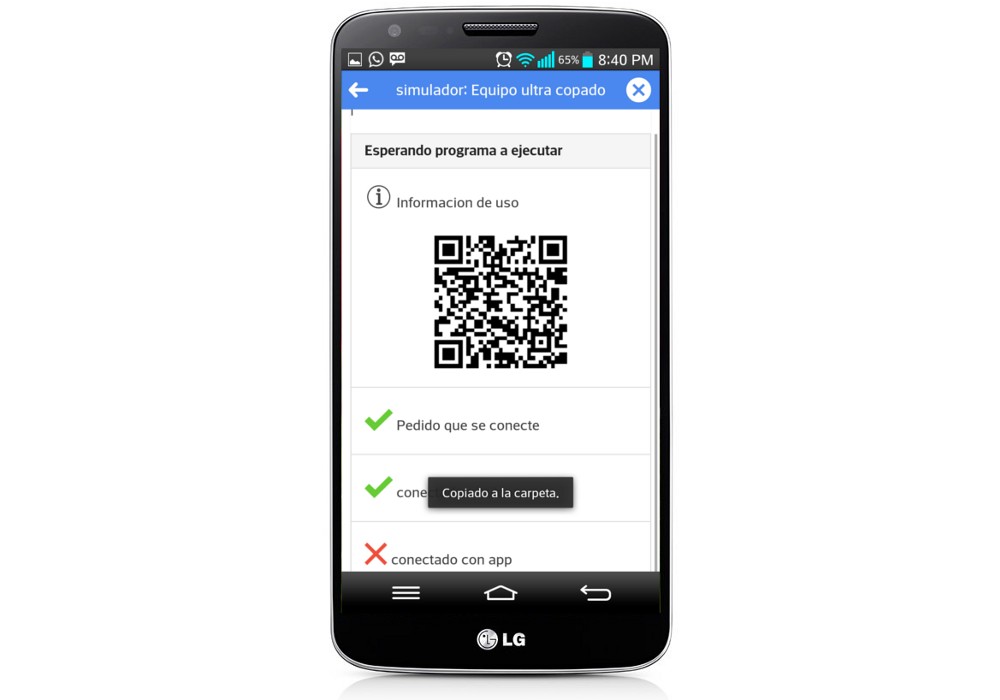 65% 8:40 PM
simulador: Equipo ultra copado
Esperando programa a ejecutar
Informacion de uso
Pedido que se conecte
cone
Copiado a la carpeta.
conectado con app
LG